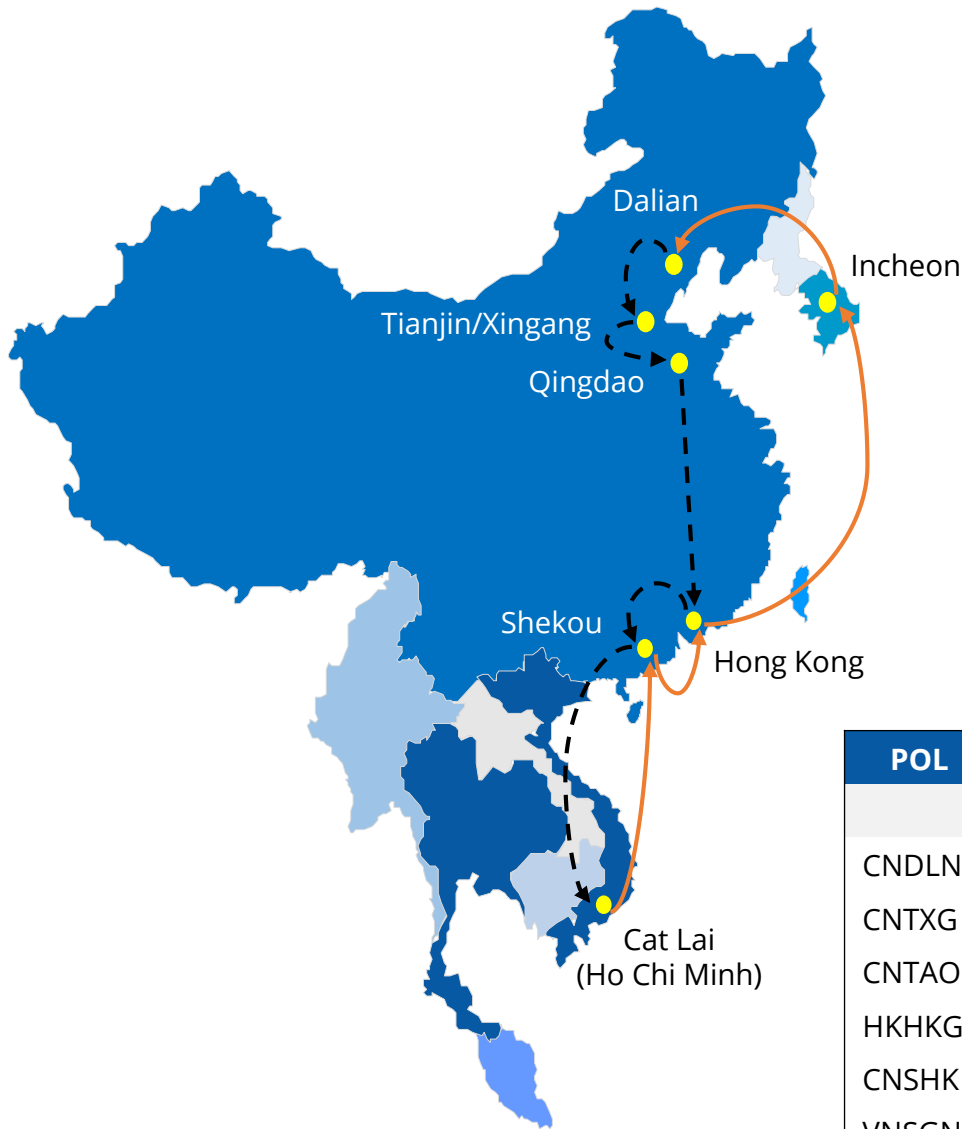 Dalian
Incheon
Tianjin/Xingang
Qingdao
Shekou
Hong Kong
Cat Lai
(Ho Chi Minh)
POL
CNDLN
CNTXG
CNTAO
HKHKG
CNSHK
VNSGN